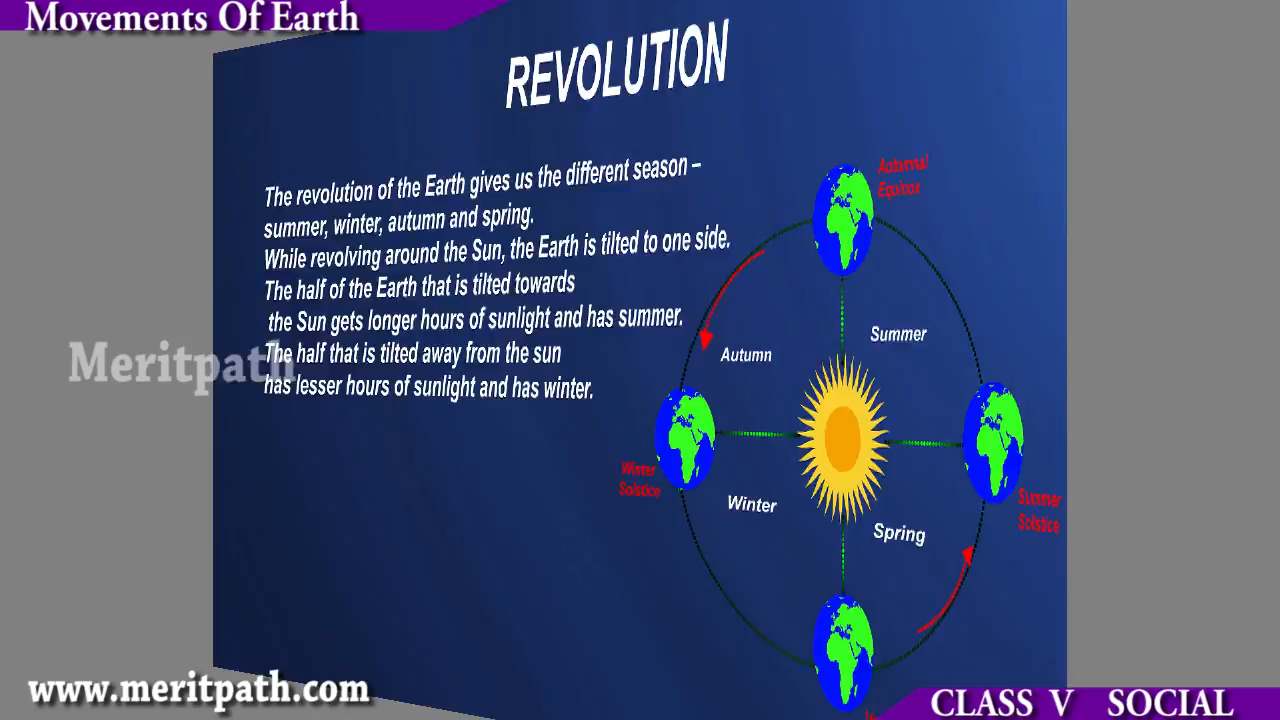 Movements Of Earth
REVOLUTION
The revolution of the Earth gives us the different season –
summer, winter, autumn and spring.
While revolving around the Sun, the Earth is tilted to one side.
The half of the Earth that is tilted towards
the Sun gets longer hours of sunlight and has summer.
The half that is tilted away from the sun
has lesser hours of sunlight and has winter.
Meritpath
Autumnal
Equinox
Summer
Autumn
Winter
Solstice
Summer
Solstice
Winter
Spring
www.meritpath.com
CLASS V SOCIAL